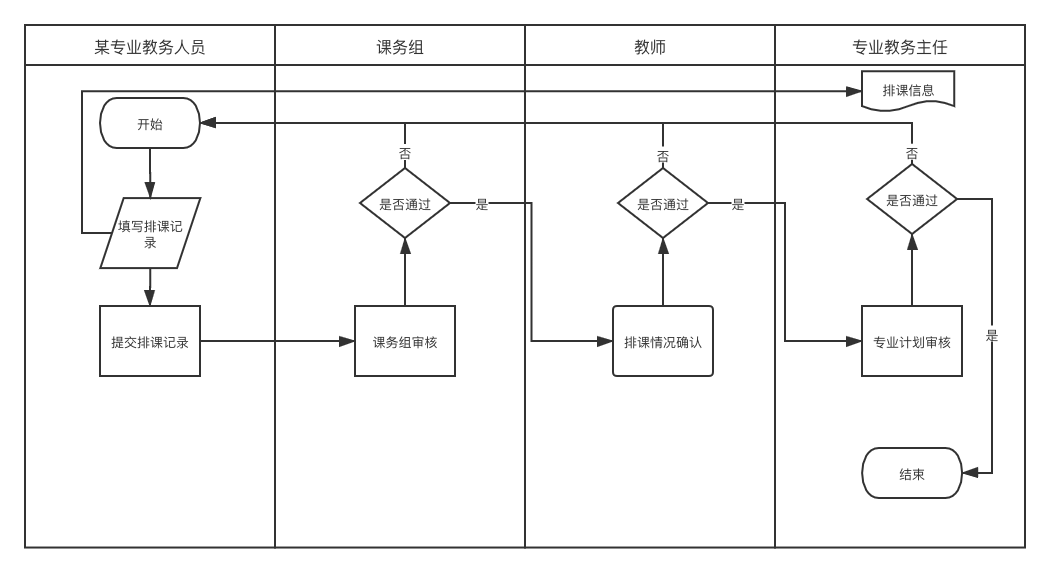 某专业教务人员
课务组
教师
专业教务主任
排课信息
开始
否
否
否
填写排课记
录
是否通过
是
是否通过
是
是否通过
是
提交排课记录
课务组审核
排课情况确认
专业计划审核
结束